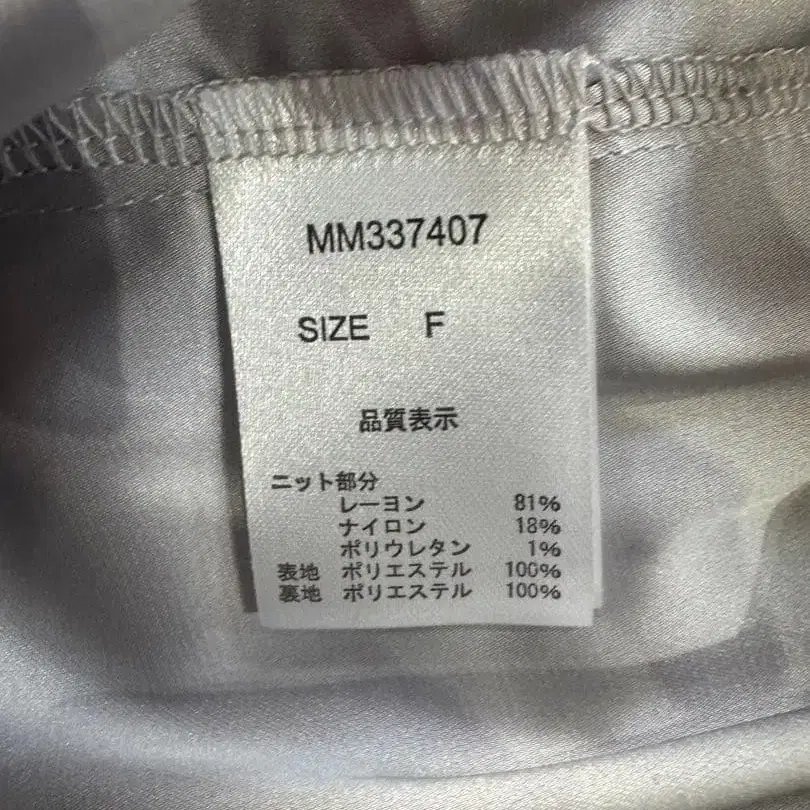 MM337407
SIZE F
品質表示
ニット部分
レーヨン 81%
ナイロン 18%
ポリウレタン 1%
表地 ポリエステル 100%
裏地 ポリエステル 100%